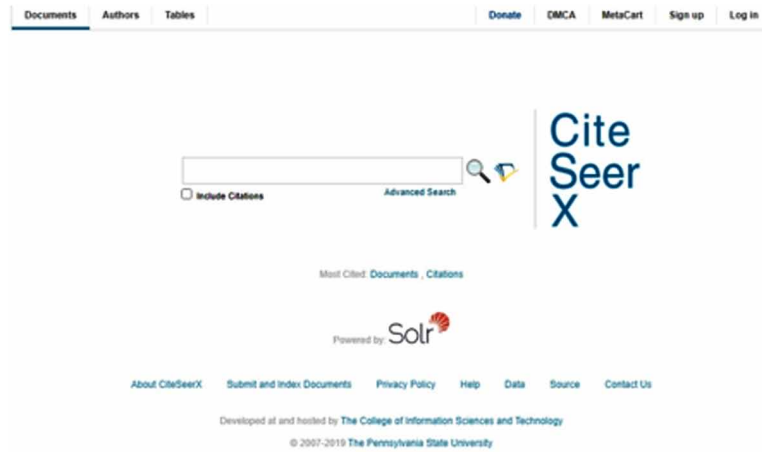 Documents Authors Tables Donate DMCA MetaCart Sign up Log in
Cite
Seer
X
Include Citations Advanced Search
Most Cited: Documents , Citations
Powered by: Solr
About CiteSeerX Submit and Index Documents Privacy Policy Help Data Source Contact Us
Developed at and hosted by The College of Information Sciences and Technology
© 2007-2019 The Pennsylvania State University